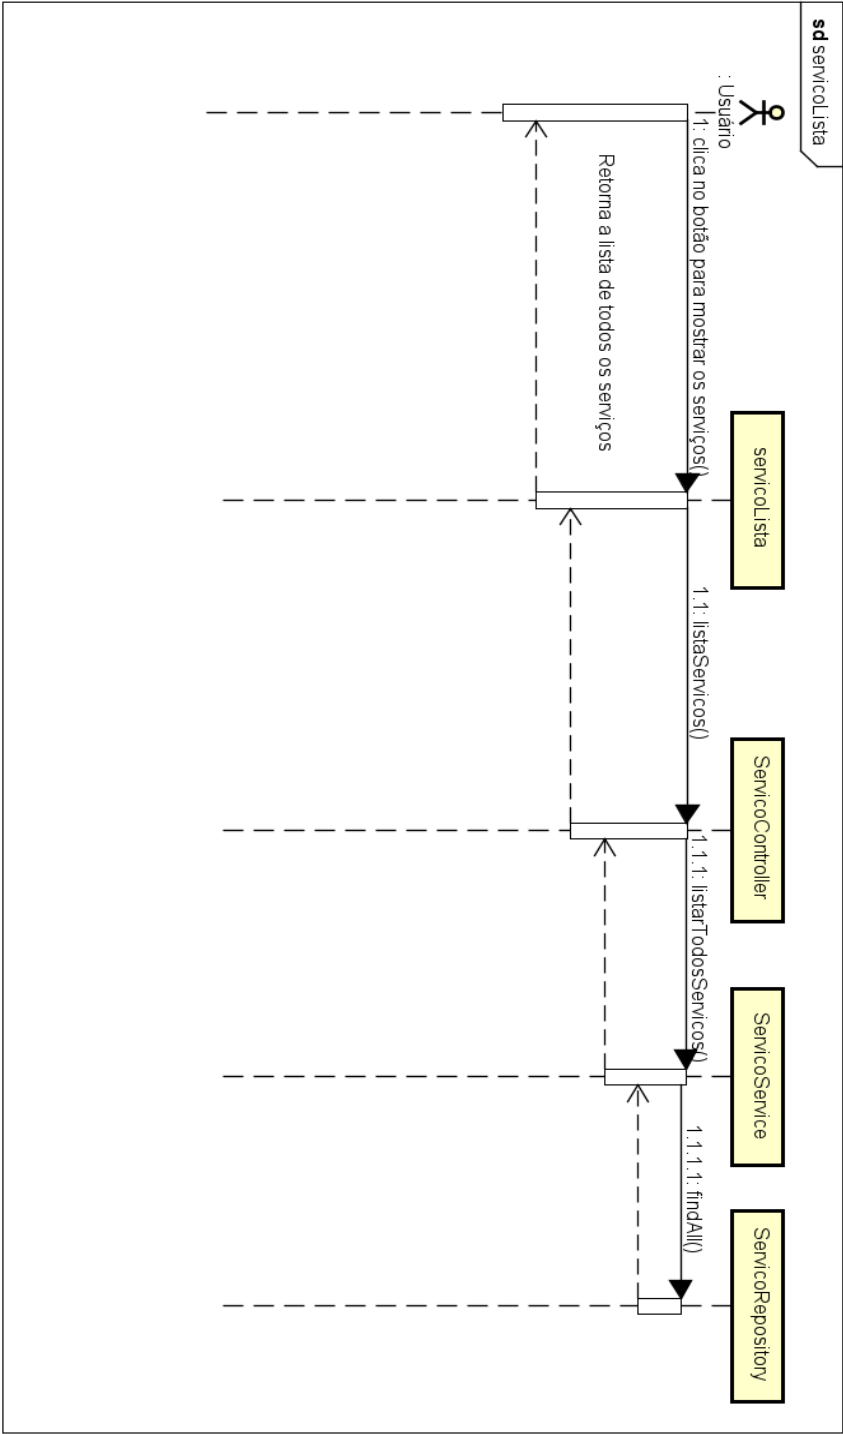 sd servicoLista
: Usuário
servicoLista
ServicoController
ServicoService
ServicoRepository
1: clica no botão para mostrar os serviços()
1.1: listaServicos()
1.1.1: listarTodosServicos()
1.1.1.1: findAll()
Retorna a lista de todos os serviços